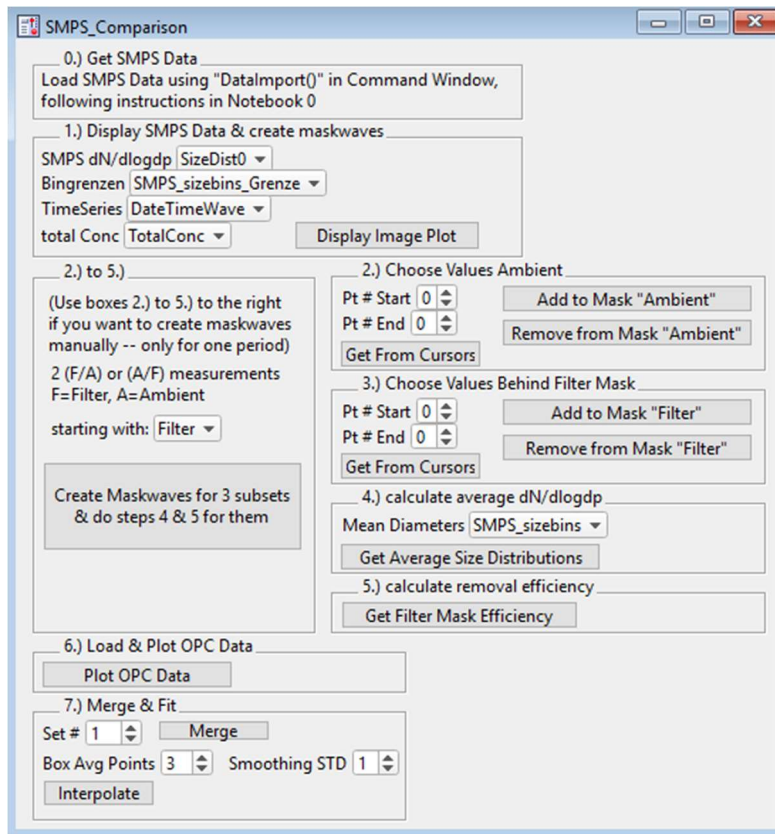 SMPS_Comparison
0.) Get SMPS Data
Load SMPS Data using "DataImport()" in Command Window,
following instructions in Notebook 0
1.) Display SMPS Data & create maskwaves
SMPS dN/dlogdp SizeDist0
Bingrenzen SMPS_sizebins_Grenze
TimeSeries DateTimeWave
total Conc TotalConc Display Image Plot
2.) to 5.)
(Use boxes 2.) to 5.) to the right
if you want to create maskwaves
manually -- only for one period)
2 (F/A) or (A/F) measurements
F=Filter, A=Ambient
starting with: Filter
Create Maskwaves for 3 subsets
& do steps 4 & 5 for them
2.) Choose Values Ambient
Pt # Start 0 Add to Mask "Ambient"
Pt # End 0 Remove from Mask "Ambient"
Get From Cursors
3.) Choose Values Behind Filter Mask
Pt # Start 0 Add to Mask "Filter"
Pt # End 0 Remove from Mask "Filter"
Get From Cursors
4.) calculate average dN/dlogdp
Mean Diameters SMPS_sizebins
Get Average Size Distributions
5.) calculate removal efficiency
Get Filter Mask Efficiency
6.) Load & Plot OPC Data
Plot OPC Data
7.) Merge & Fit
Set # 1 Merge
Box Avg Points 3 Smoothing STD 1
Interpolate